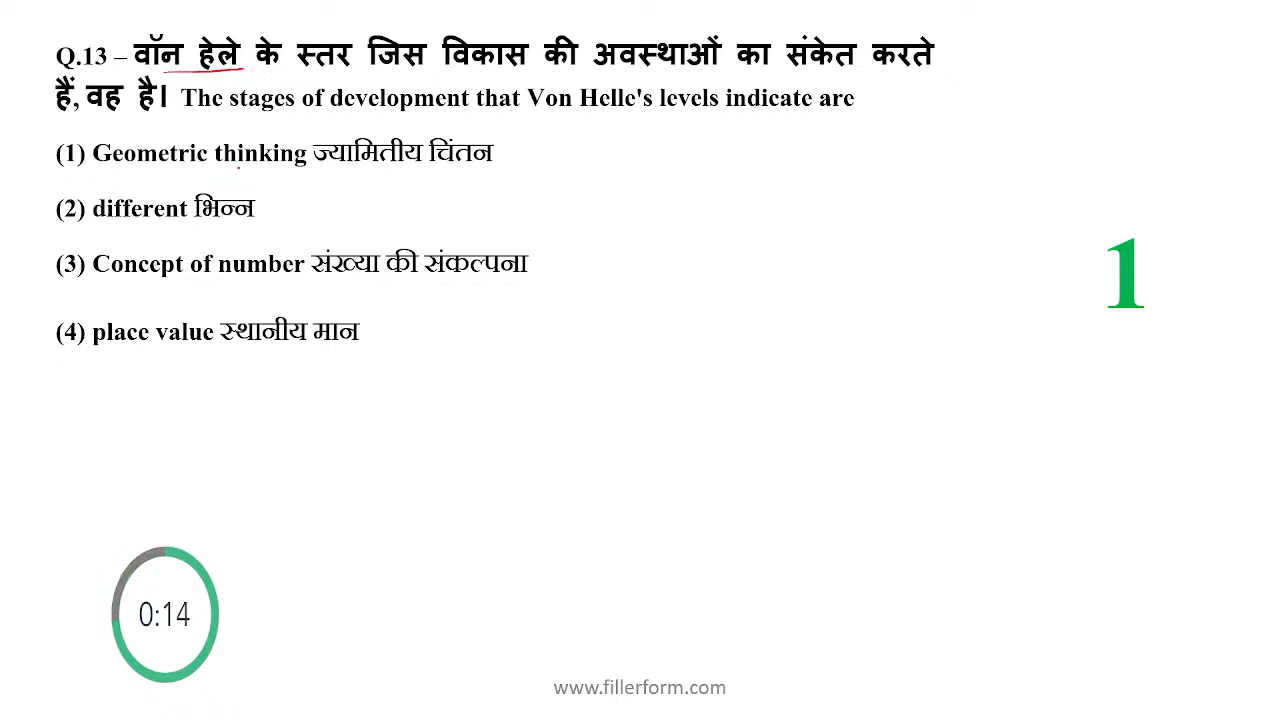 Q.13 – वॉन हेले के स्तर जिस विकास की अवस्थाओं का संकेत करते
हैं, वह है। The stages of development that Von Helle's levels indicate are
(1) Geometric thinking ज्यामितीय चिंतन
(2) different भिन्न
(3) Concept of number संख्या की संकल्पना
(4) place value स्थानीय मान
1
0:14
www.fillerform.com